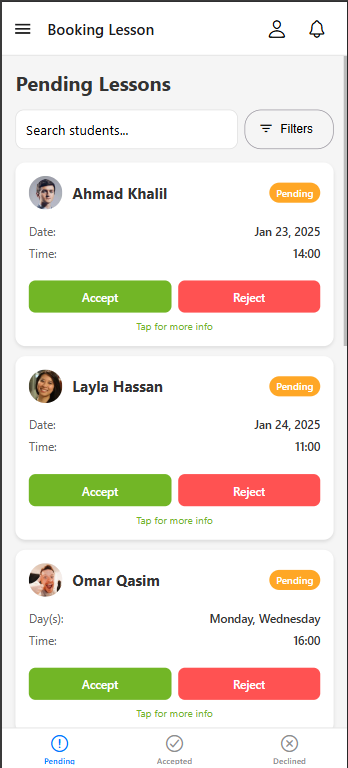 Booking Lesson
Pending Lessons
Search students...
Filters
Ahmad Khalil
Pending
Date:
Jan 23, 2025
Time:
14:00
Accept
Reject
Tap for more info
Layla Hassan
Pending
Date:
Jan 24, 2025
Time:
11:00
Accept
Reject
Tap for more info
Omar Qasim
Pending
Day(s):
Monday, Wednesday
Time:
16:00
Accept
Reject
Tap for more info
Pending
Accepted
Declined